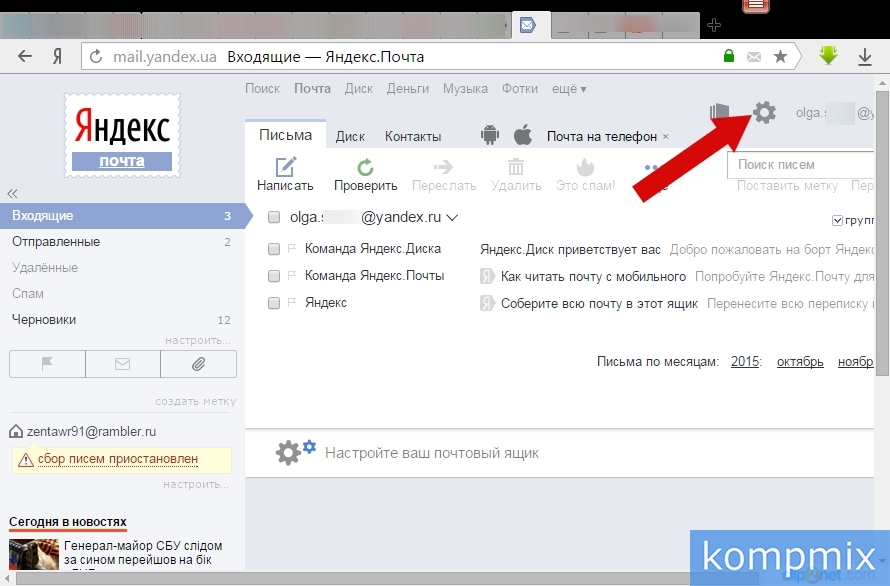 Я mail.yandex.ua Входящие — Яндекс.Почта
Поиск Почта Диск Деньги Музыка Фотки ещё ▾
Яндекс
почта
olga.s @y
Письма Диск Контакты Почта на телефон ×
Написать Проверить Переслать Удалить Это спам!
Поиск писем
Поставить метку Пер
«
Входящие 3
Отправленные 2
Удалённые
Спам
Черновики 12
настроить...
создать метку
zentawr91@rambler.ru
сбор писем приостановлен
настроить...
Сегодня в новостях
Генерал-майор СБУ слідом
за сином перейшов на бік
olga.s @yandex.ru
групп
Команда Яндекс.Диска Яндекс.Диск приветствует вас Добро пожаловать на борт Яндекс
Команда Яндекс.Почты Я Как читать почту с мобильного Попробуйте Яндекс.Почту для
Яндекс Я Соберите всю почту в этот ящик Перенесите всю переписку
Письма по месяцам: 2015: октябрь ноябр
Настройте ваш почтовый ящик
kompmix